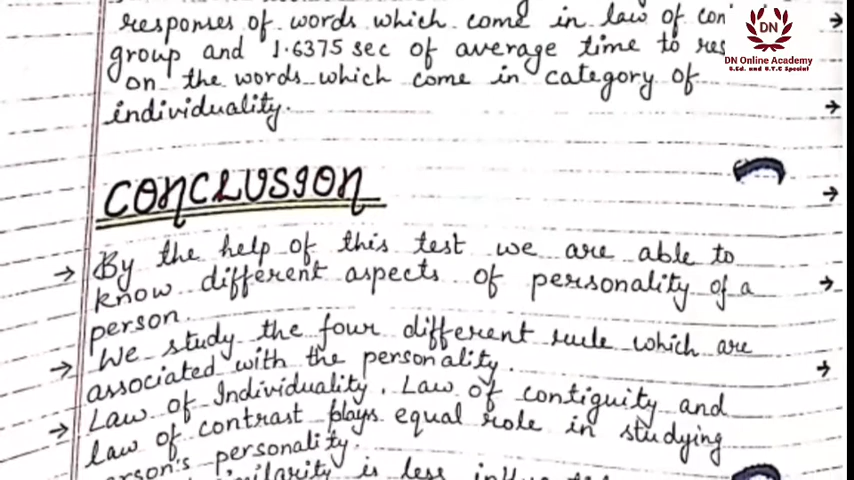 responses of words which come in law of con
group and 1.6375 sec of average time to res
on the words which come in category of
individuality.
DN
DN Online Academy
B.Ed. and B.T.C Special
CONCLUSION
→ By the help of this test we are able to
know different aspects of personality of a
person.
→ We study the four different rule which are
associated with the personality.
→ Law of Individuality. Law of contiguity and
law of contrast plays equal role in studying
person's personality.
is less